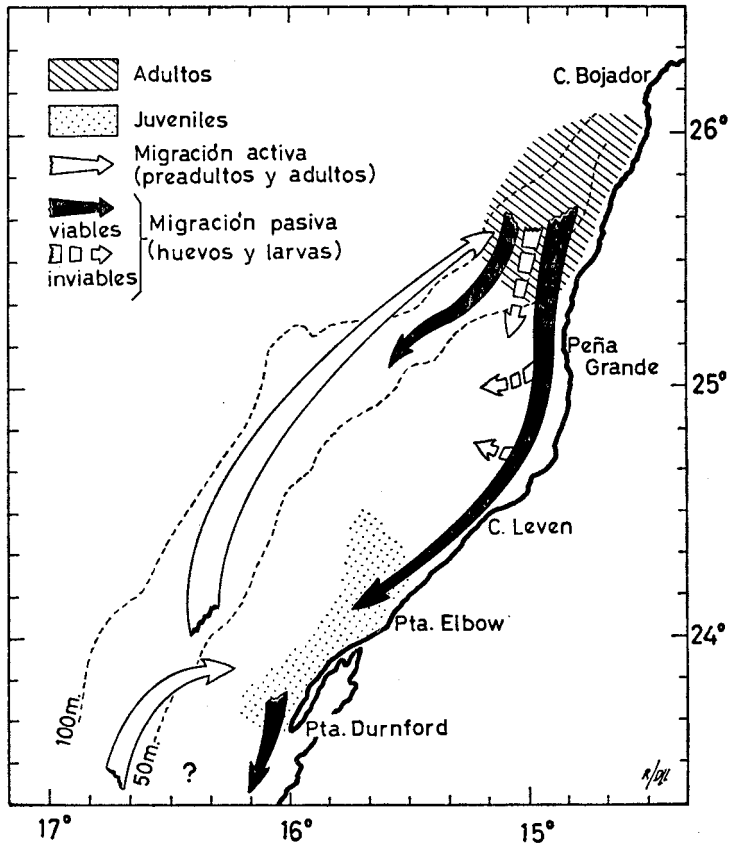 Adultos
Juveniles
Migración activa
(preadultos y adultos)
viables
inviables
Migración pasiva
(huevos y larvas)
C. Bojador
26°
Peña
Grande
25°
C. Leven
Pta. Elbow
24°
Pta. Durnford
100m.
50m.
?
17°
16°
15°